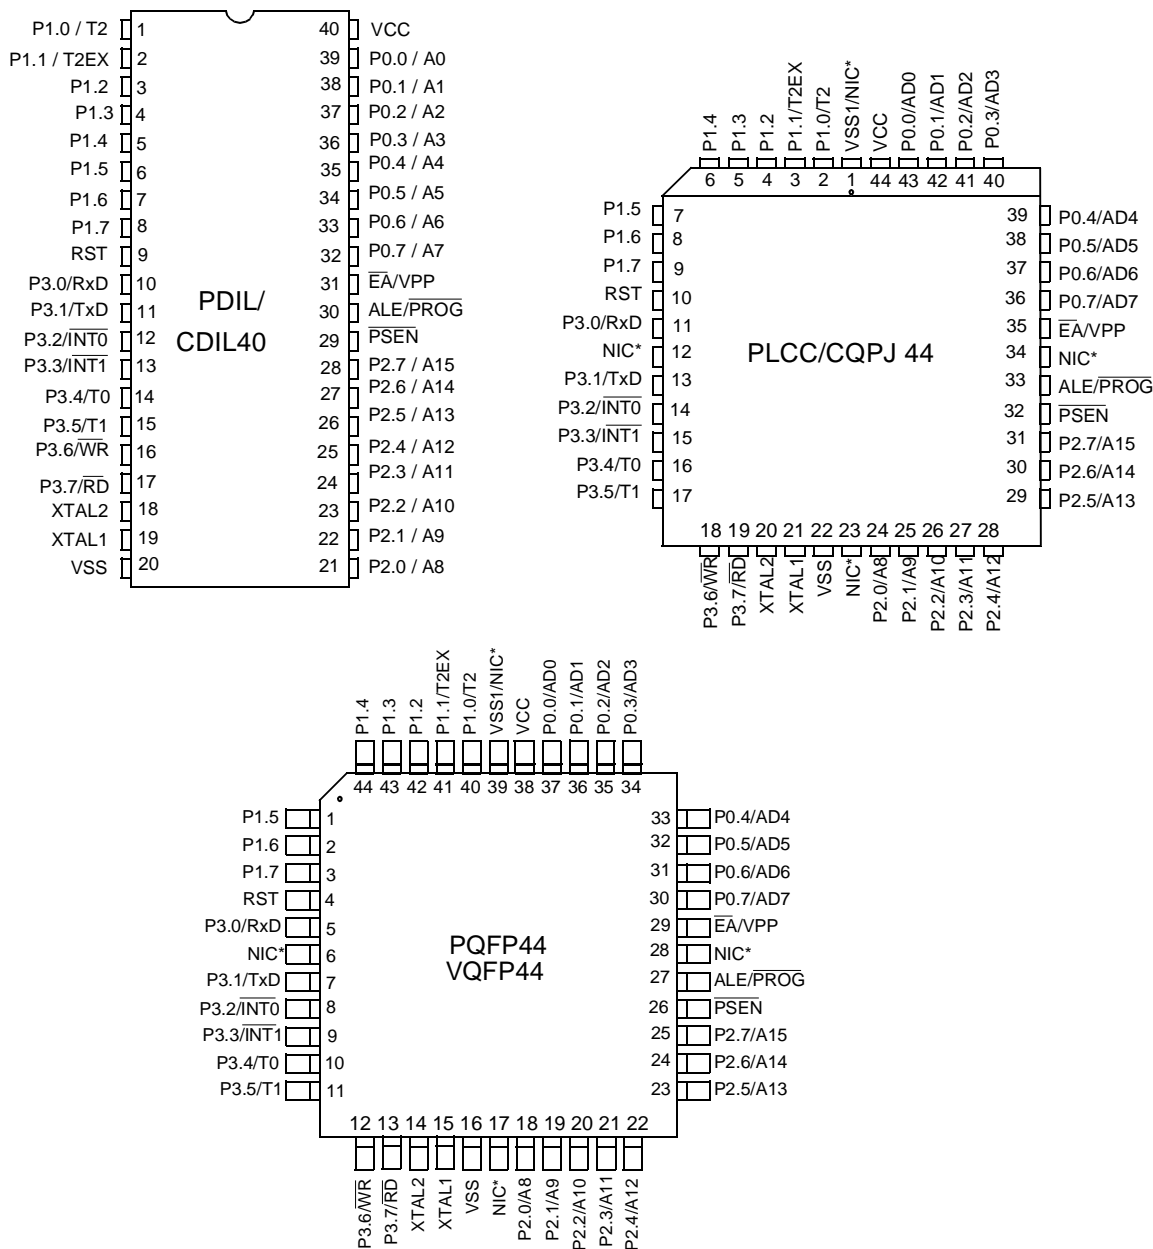 P1.0 / T2 1 40 VCC
P1.1 / T2EX 2 39 P0.0 / A0
P1.2 3 38 P0.1 / A1
P1.3 4 37 P0.2 / A2
P1.4 5 36 P0.3 / A3
P1.5 6 35 P0.4 / A4
P1.6 7 34 P0.5 / A5
P1.7 8 33 P0.6 / A6
RST 9 32 P0.7 / A7
P3.0/RxD 10 31 EA/VPP
P3.1/TxD 11 30 ALE/PROG
P3.2/INT0 12 29 PSEN
P3.3/INT1 13 28 P2.7 / A15
P3.4/T0 14 27 P2.6 / A14
P3.5/T1 15 26 P2.5 / A13
P3.6/WR 16 25 P2.4 / A12
P3.7/RD 17 24 P2.3 / A11
XTAL2 18 23 P2.2 / A10
XTAL1 19 22 P2.1 / A9
VSS 20 21 P2.0 / A8
PDIL/
CDIL40
P1.4 P1.3 P1.2 P1.1/T2EX P1.0/T2 VSS1/NIC* VCC P0.0/AD0 P0.1/AD1 P0.2/AD2 P0.3/AD3
6 5 4 3 2 1 44 43 42 41 40
P1.5 7 39 P0.4/AD4
P1.6 8 38 P0.5/AD5
P1.7 9 37 P0.6/AD6
RST 10 36 P0.7/AD7
P3.0/RxD 11 35 EA/VPP
NIC* 12 34 NIC*
P3.1/TxD 13 33 ALE/PROG
P3.2/INT0 14 32 PSEN
P3.3/INT1 15 31 P2.7/A15
P3.4/T0 16 30 P2.6/A14
P3.5/T1 17 29 P2.5/A13
PLCC/CQPJ 44
18 19 20 21 22 23 24 25 26 27 28
P3.6/WR P3.7/RD XTAL2 XTAL1 VSS NIC* P2.0/A8 P2.1/A9 P2.2/A10 P2.3/A11 P2.4/A12
P1.4 P1.3 P1.2 P1.1/T2EX P1.0/T2 VSS1/NIC* VCC P0.0/AD0 P0.1/AD1 P0.2/AD2 P0.3/AD3
44 43 42 41 40 39 38 37 36 35 34
P1.5 1 33 P0.4/AD4
P1.6 2 32 P0.5/AD5
P1.7 3 31 P0.6/AD6
RST 4 30 P0.7/AD7
P3.0/RxD 5 29 EA/VPP
NIC* 6 28 NIC*
P3.1/TxD 7 27 ALE/PROG
P3.2/INT0 8 26 PSEN
P3.3/INT1 9 25 P2.7/A15
P3.4/T0 10 24 P2.6/A14
P3.5/T1 11 23 P2.5/A13
PQFP44
VQFP44
12 13 14 15 16 17 18 19 20 21 22
P3.6/WR P3.7/RD XTAL2 XTAL1 VSS NIC* P2.0/A8 P2.1/A9 P2.2/A10 P2.3/A11 P2.4/A12